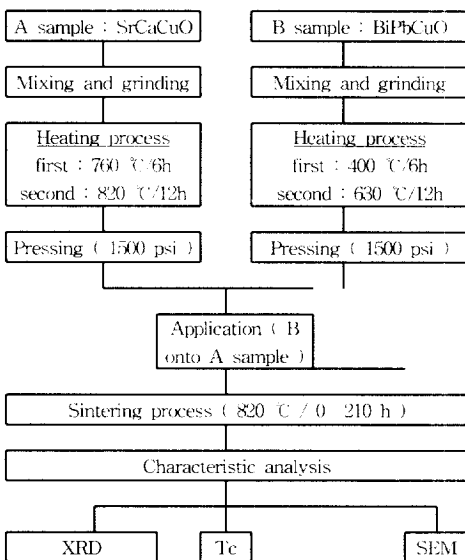 A sample : SrCaCuO
B sample : BiPbCuO
Mixing and grinding
Mixing and grinding
Heating process
first : 760 ℃/6h
second : 820 ℃/12h
Heating process
first : 400 ℃/6h
second : 630 ℃/12h
Pressing ( 1500 psi )
Pressing ( 1500 psi )
Application ( B
onto A sample )
Sintering process ( 820 ℃ / 0 210 h )
Characteristic analysis
XRD
Tc
SEM